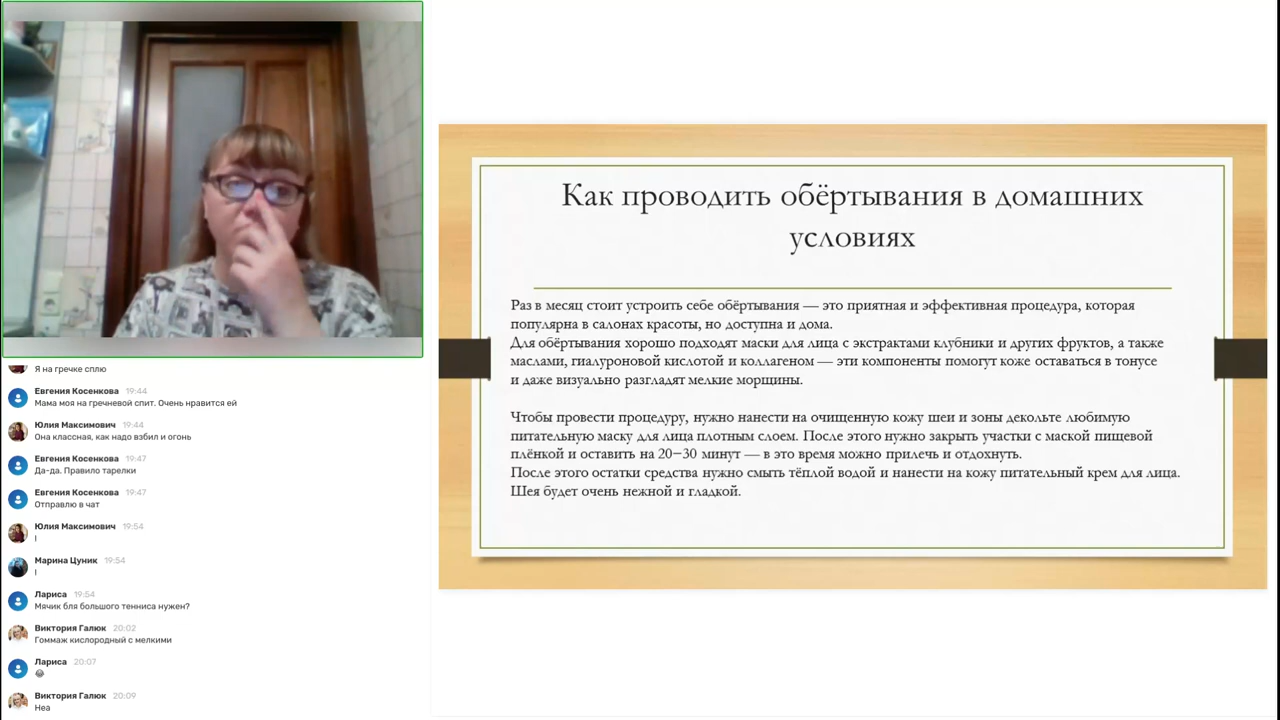 Я на гречке сплю
Евгения Косенкова 19:44
Мама моя на гречневой спит. Очень нравится ей
Юлия Максимович 19:44
Она классная, как надо взбил и огонь
Евгения Косенкова 19:47
Да-да. Правило тарелки
Евгения Косенкова 19:47
Отправлю в чат
Юлия Максимович 19:54
I
Марина Цуник 19:54
I
Лариса 19:54
Мячик бля большого тенниса нужен?
Виктория Галюк 20:02
Гоммаж кислородный с мелкими
Лариса 20:07
Виктория Галюк 20:09
Неа
Как проводить обёртывания в домашних
условиях
Раз в месяц стоит устроить себе обёртывания — это приятная и эффективная процедура, которая
популярна в салонах красоты, но доступна и дома.
Для обёртывания хорошо подходят маски для лица с экстрактами клубники и других фруктов, а также
маслами, гиалуроновой кислотой и коллагеном — эти компоненты помогут коже оставаться в тонусе
и даже визуально разгладят мелкие морщины.
Чтобы провести процедуру, нужно нанести на очищенную кожу шеи и зоны декольте любимую
питательную маску для лица плотным слоем. После этого нужно закрыть участки с маской пищевой
плёнкой и оставить на 20−30 минут — в это время можно прилечь и отдохнуть.
После этого остатки средства нужно смыть тёплой водой и нанести на кожу питательный крем для лица.
Шея будет очень нежной и гладкой.